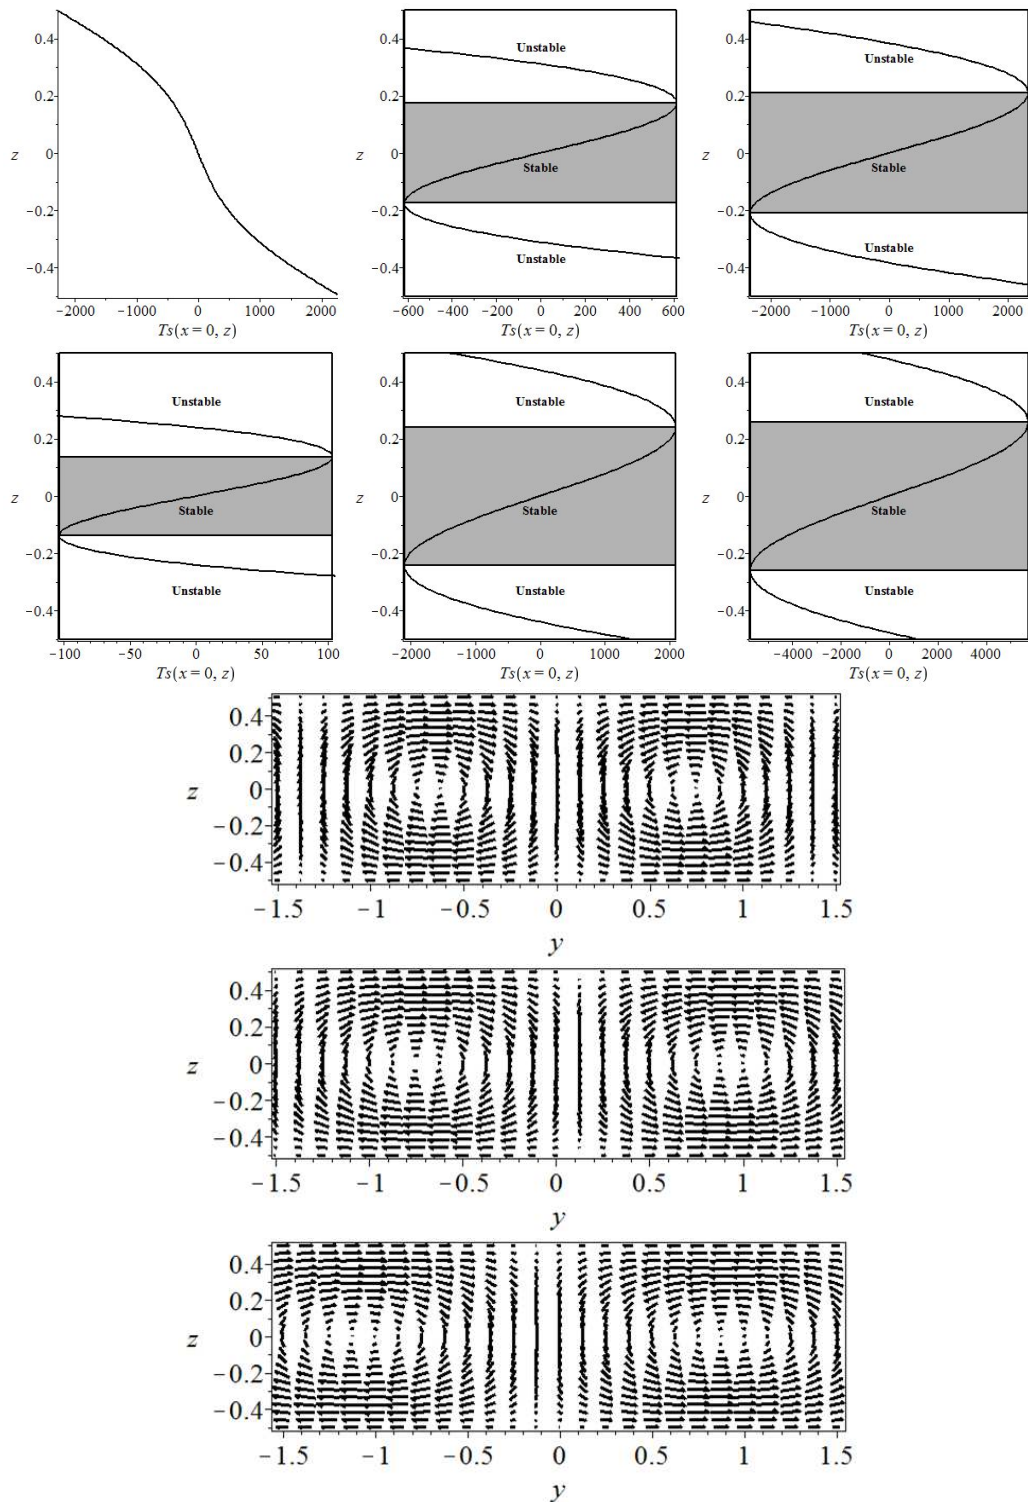 0.4
0.2
z
0
−0.2
−0.4
−2000 −1000 0 1000 2000
Ts(x = 0, z)
0.4
Unstable
0.2
z
0
Stable
−0.2
−0.4
Unstable
−600 −400 −200 0 200 400 600
Ts(x = 0, z)
0.4
Unstable
0.2
z
0
Stable
−0.2
−0.4
Unstable
−2000 −1000 0 1000 2000
Ts(x = 0, z)
0.4
Unstable
0.2
z
0
Stable
−0.2
−0.4
Unstable
−100 −50 0 50 100
Ts(x = 0, z)
0.4
Unstable
0.2
z
0
Stable
−0.2
−0.4
Unstable
−2000 −1000 0 1000 2000
Ts(x = 0, z)
0.4
Unstable
0.2
z
0
Stable
−0.2
−0.4
Unstable
−4000 −2000 0 2000 4000
Ts(x = 0, z)
0.4
0.2
z
0
−0.2
−0.4
−1.5 −1 −0.5 0 0.5 1 1.5
y
0.4
0.2
z
0
−0.2
−0.4
−1.5 −1 −0.5 0 0.5 1 1.5
y
0.4
0.2
z
0
−0.2
−0.4
−1.5 −1 −0.5 0 0.5 1 1.5
y